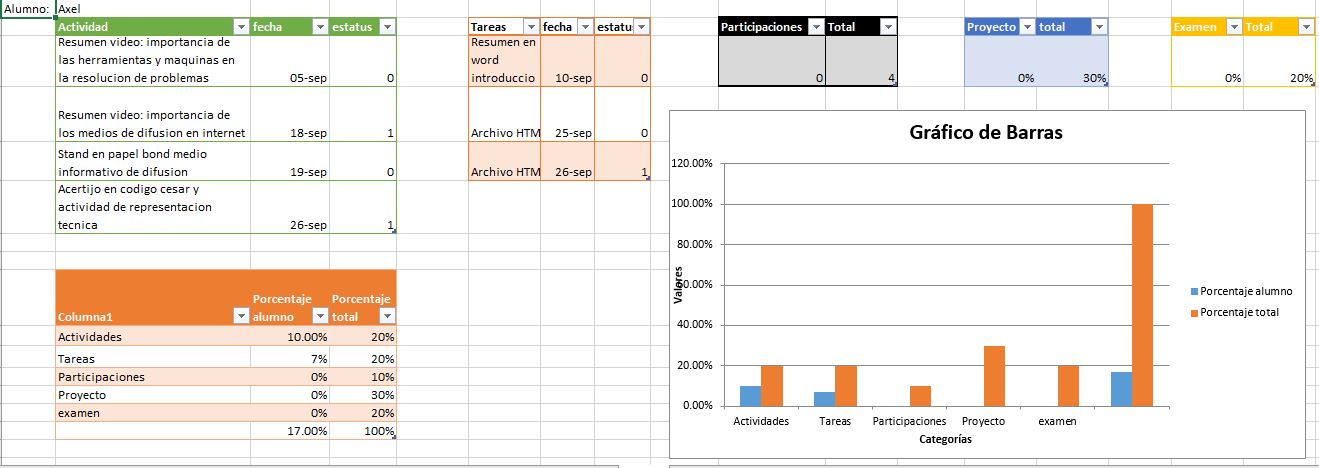 Alumno: Axel
Actividad fecha estatus
Resumen video: importancia de
las herramientas y maquinas en
la resolucion de problemas 05-sep 0
Resumen video: importancia de
los medios de difusion en internet 18-sep 1
Stand en papel bond medio
informativo de difusion 19-sep 0
Acertijo en codigo cesar y
actividad de representacion
tecnica 26-sep 1
Tareas fecha estatu
Resumen en
word
introduccio 10-sep 0
Archivo HTM 25-sep 0
Archivo HTM 26-sep 1
Participaciones Total
0 4
Proyecto total
0% 30%
Examen Total
0% 20%
Columna1 Porcentaje alumno Porcentaje total
Actividades 10.00% 20%
Tareas 7% 20%
Participaciones 0% 10%
Proyecto 0% 30%
examen 0% 20%
17.00% 100%
Gráfico de Barras
Valores
120.00%
100.00%
80.00%
60.00%
40.00%
20.00%
0.00%
Actividades Tareas Participaciones Proyecto examen
Categorías
Porcentaje alumno
Porcentaje total